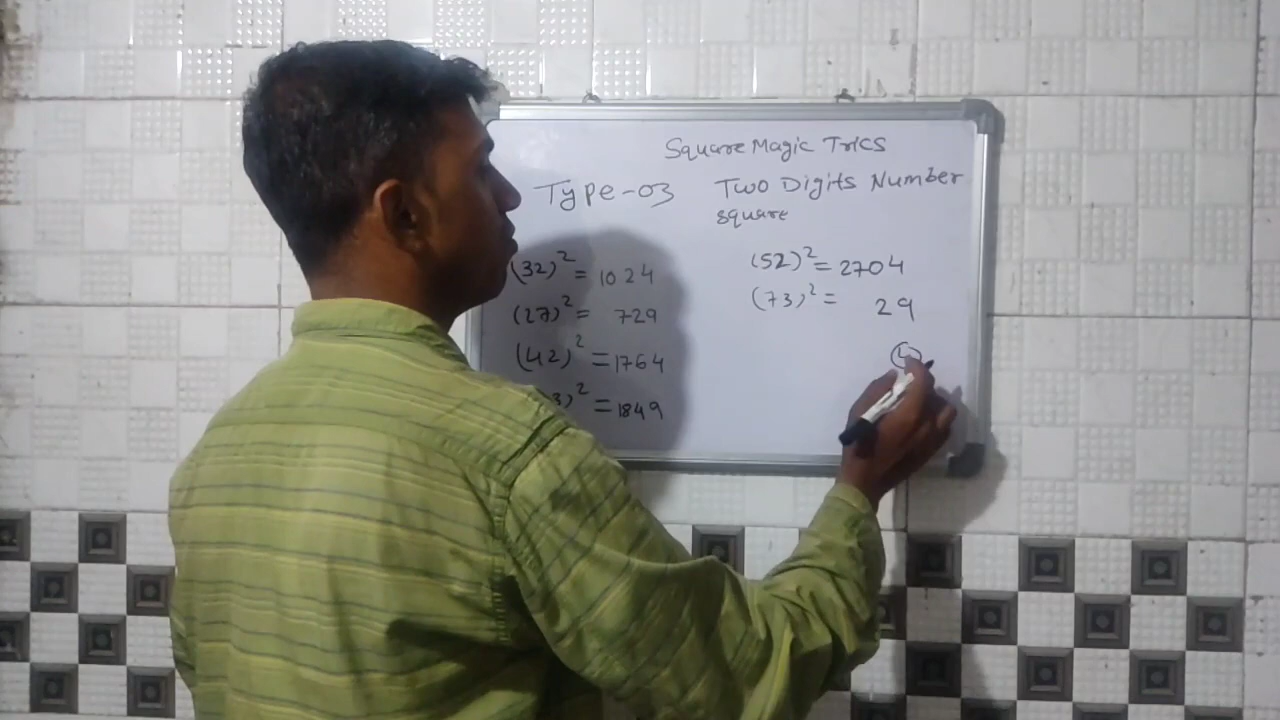 Square Magic Trics
Type-03 Two Digits Number
square
(32)² = 1024
(27)² = 729
(42)² = 1764
3)² = 1849
(52)² = 2704
(73)² = 29